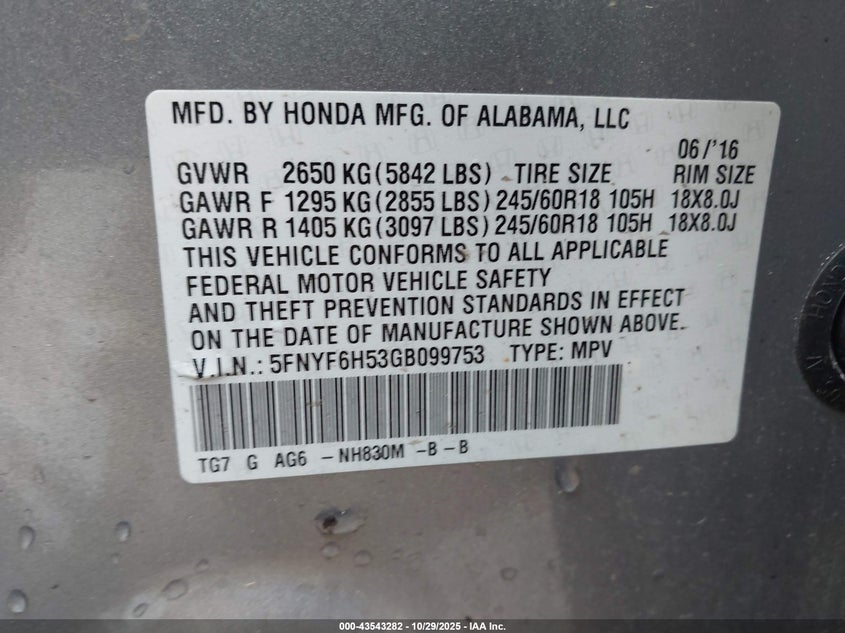 MFD. BY HONDA MFG. OF ALABAMA, LLC
06/'16
GVWR 2650 KG (5842 LBS) TIRE SIZE RIM SIZE
GAWR F 1295 KG (2855 LBS) 245/60R18 105H 18X8.0J
GAWR R 1405 KG (3097 LBS) 245/60R18 105H 18X8.0J
THIS VEHICLE CONFORMS TO ALL APPLICABLE
FEDERAL MOTOR VEHICLE SAFETY
AND THEFT PREVENTION STANDARDS IN EFFECT
ON THE DATE OF MANUFACTURE SHOWN ABOVE.
V.I.N.: 5FNYF6H53GB099753 TYPE: MPV
TG7 G AG6 -NH830M -B - B
HONDA
000-43543282 - 10/29/2025 - IAA Inc.